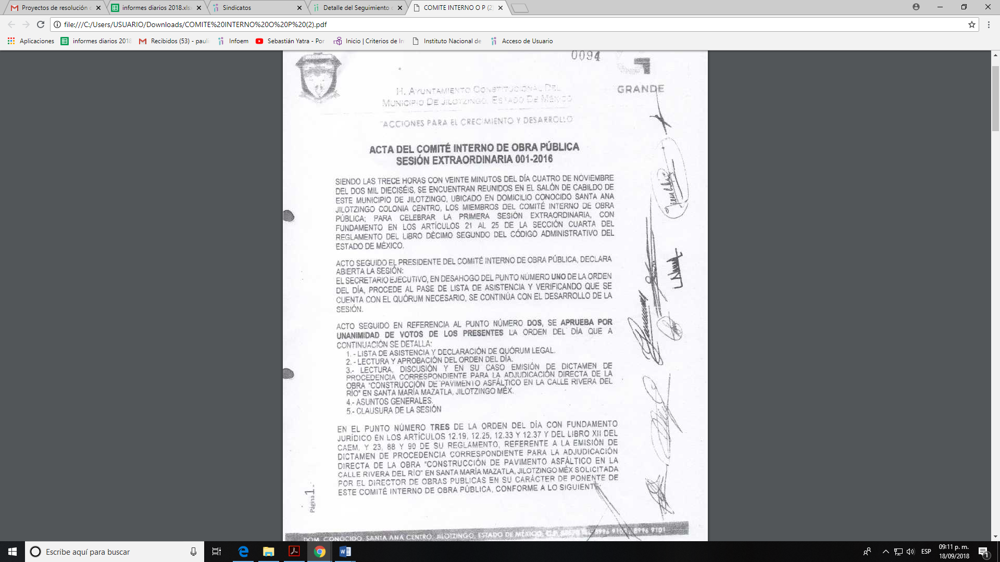 Proyectos de resolución
informes diarios 2018.xls
Sindicatos
Detalle del Seguimiento
COMITE INTERNO O P (2)
file:///C:/Users/USUARIO/Downloads/COMITE%20INTERNO%20O%20P%20(2).pdf
Aplicaciones
informes diarios 2018
Recibidos (53) - pauli
Infoem
Sebastián Yatra - Por
Inicio | Criterios de In
Instituto Nacional de
Acceso de Usuario
0094
GRANDE
H. AYUNTAMIENTO CONSTITUCIONAL DEL
MUNICIPIO DE JILOTZINGO, ESTADO DE MÉXICO
"ACCIONES PARA EL CRECIMIENTO Y DESARROLLO
ACTA DEL COMITÉ INTERNO DE OBRA PÚBLICA
SESIÓN EXTRAORDINARIA 001-2016
SIENDO LAS TRECE HORAS CON VEINTE MINUTOS DEL DÍA CUATRO DE NOVIEMBRE
DEL DOS MIL DIECISÉIS, SE ENCUENTRAN REUNIDOS EN EL SALÓN DE CABILDO DE
ESTE MUNICIPIO DE JILOTZINGO, UBICADO EN DOMICILIO CONOCIDO SANTA ANA
JILOTZINGO COLONIA CENTRO, LOS MIEMBROS DEL COMITÉ INTERNO DE OBRA
PÚBLICA; PARA CELEBRAR LA PRIMERA SESIÓN EXTRAORDINARIA, CON
FUNDAMENTO EN LOS ARTÍCULOS 21 AL 25 DE LA SECCIÓN CUARTA DEL
REGLAMENTO DEL LIBRO DÉCIMO SEGUNDO DEL CÓDIGO ADMINISTRATIVO DEL
ESTADO DE MÉXICO.
ACTO SEGUIDO EL PRESIDENTE DEL COMITÉ INTERNO DE OBRA PÚBLICA, DECLARA
ABIERTA LA SESIÓN:
EL SECRETARIO EJECUTIVO, EN DESAHOGO DEL PUNTO NÚMERO UNO DE LA ORDEN
DEL DÍA, PROCEDE AL PASE DE LISTA DE ASISTENCIA Y VERIFICANDO QUE SE
CUENTA CON EL QUÓRUM NECESARIO, SE CONTINÚA CON EL DESARROLLO DE LA
SESIÓN.
ACTO SEGUIDO EN REFERENCIA AL PUNTO NÚMERO DOS, SE APRUEBA POR
UNANIMIDAD DE VOTOS DE LOS PRESENTES LA ORDEN DEL DÍA QUE A
CONTINUACIÓN SE DETALLA:
1. - LISTA DE ASISTENCIA Y DECLARACIÓN DE QUÓRUM LEGAL.
2. - LECTURA Y APROBACIÓN DEL ORDEN DEL DÍA.
3.- LECTURA, DISCUSIÓN Y EN SU CASO EMISIÓN DE DICTAMEN DE
PROCEDENCIA CORRESPONDIENTE PARA LA ADJUDICACIÓN DIRECTA DE LA
OBRA "CONSTRUCCIÓN DE PAVIMENTO ASFÁLTICO EN LA CALLE RIVERA DEL
RÍO" EN SANTA MARÍA MAZATLA, JILOTZINGO MÉX.
4.- ASUNTOS GENERALES.
5.- CLAUSURA DE LA SESIÓN
EN EL PUNTO NÚMERO TRES DE LA ORDEN DEL DÍA CON FUNDAMENTO
JURÍDICO EN LOS ARTÍCULOS 12.19, 12.25, 12.33 Y 12.37 Y DEL LIBRO XII DEL
CAEM, Y 23, 88 Y 90 DE SU REGLAMENTO, REFERENTE A LA EMISIÓN DE
DICTAMEN DE PROCEDENCIA CORRESPONDIENTE PARA LA ADJUDICACIÓN
DIRECTA DE LA OBRA "CONSTRUCCIÓN DE PAVIMENTO ASFÁLTICO EN LA
CALLE RIVERA DEL RÍO" EN SANTA MARÍA MAZATLA, JILOTZINGO MÉX SOLICITADA
POR EL DIRECTOR DE OBRAS PUBLICAS EN SU CARÁCTER DE PONENTE DE
ESTE COMITÉ INTERNO DE OBRA PÚBLICA, CONFORME A LO SIGUIENTE:
Página 1 -
DOM. CONOCIDO, SANTA ANA CENTRO, JILOTZINGO, ESTADO DE MÉXICO, 8996 9101
Escribe aquí para buscar
ESP
09:11 p. m.
18/09/2018
1